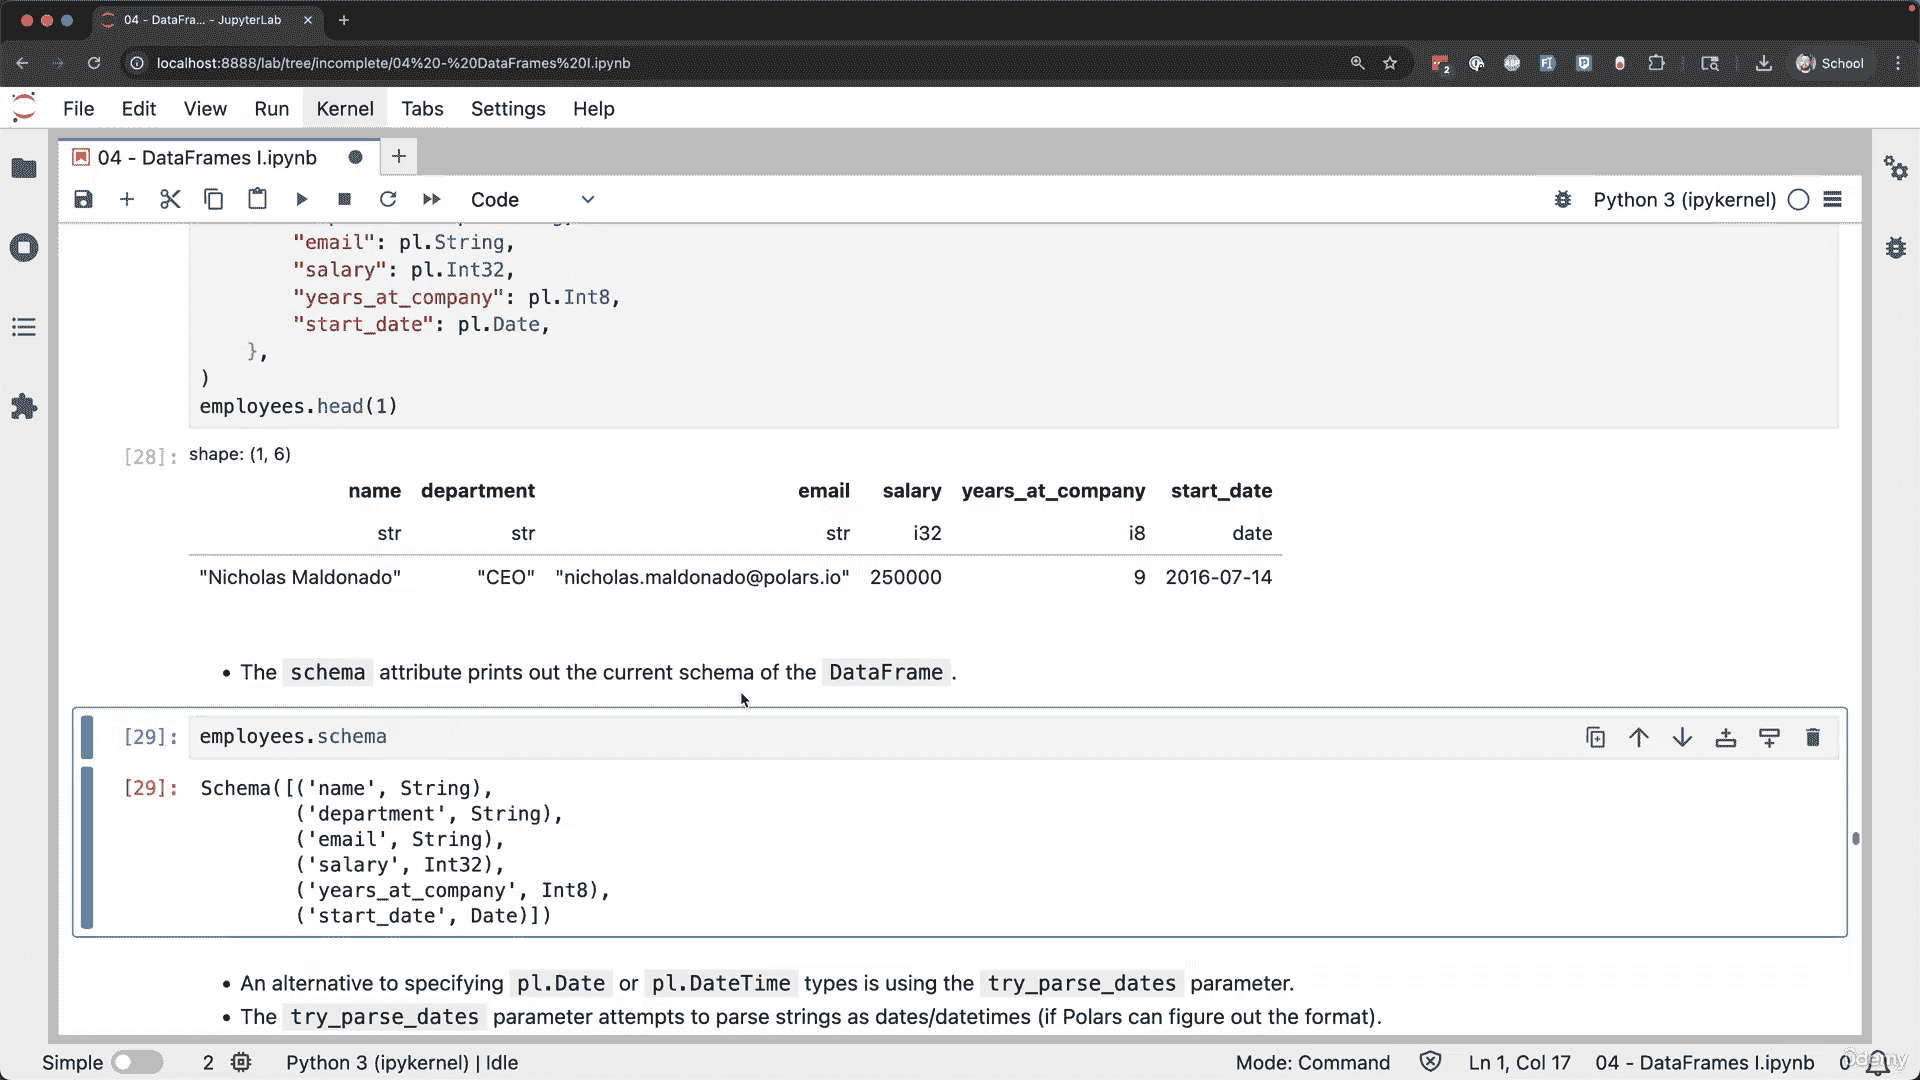 04 - DataFra... - JupyterLab
localhost:8888/lab/tree/incomplete/04%20-%20DataFrames%20I.ipynb
2
ABP
School
File Edit View Run Kernel Tabs Settings Help
04 - DataFrames I.ipynb
Code
Python 3 (ipykernel)
"email": pl.String,
"salary": pl.Int32,
"years_at_company": pl.Int8,
"start_date": pl.Date,
},
)
employees.head(1)
[28]: shape: (1, 6)
name department email salary years_at_company start_date
str str str i32 i8 date
"Nicholas Maldonado" "CEO" "nicholas.maldonado@polars.io" 250000 9 2016-07-14
• The schema attribute prints out the current schema of the DataFrame.
[29]: employees.schema
[29]: Schema([('name', String),
('department', String),
('email', String),
('salary', Int32),
('years_at_company', Int8),
('start_date', Date)])
• An alternative to specifying pl.Date or pl.DateTime types is using the try_parse_dates parameter.
• The try_parse_dates parameter attempts to parse strings as dates/datetimes (if Polars can figure out the format).
Simple 2 Python 3 (ipykernel) | Idle Mode: Command Ln 1, Col 17 04 - DataFrames I.ipynb 0
Udemy